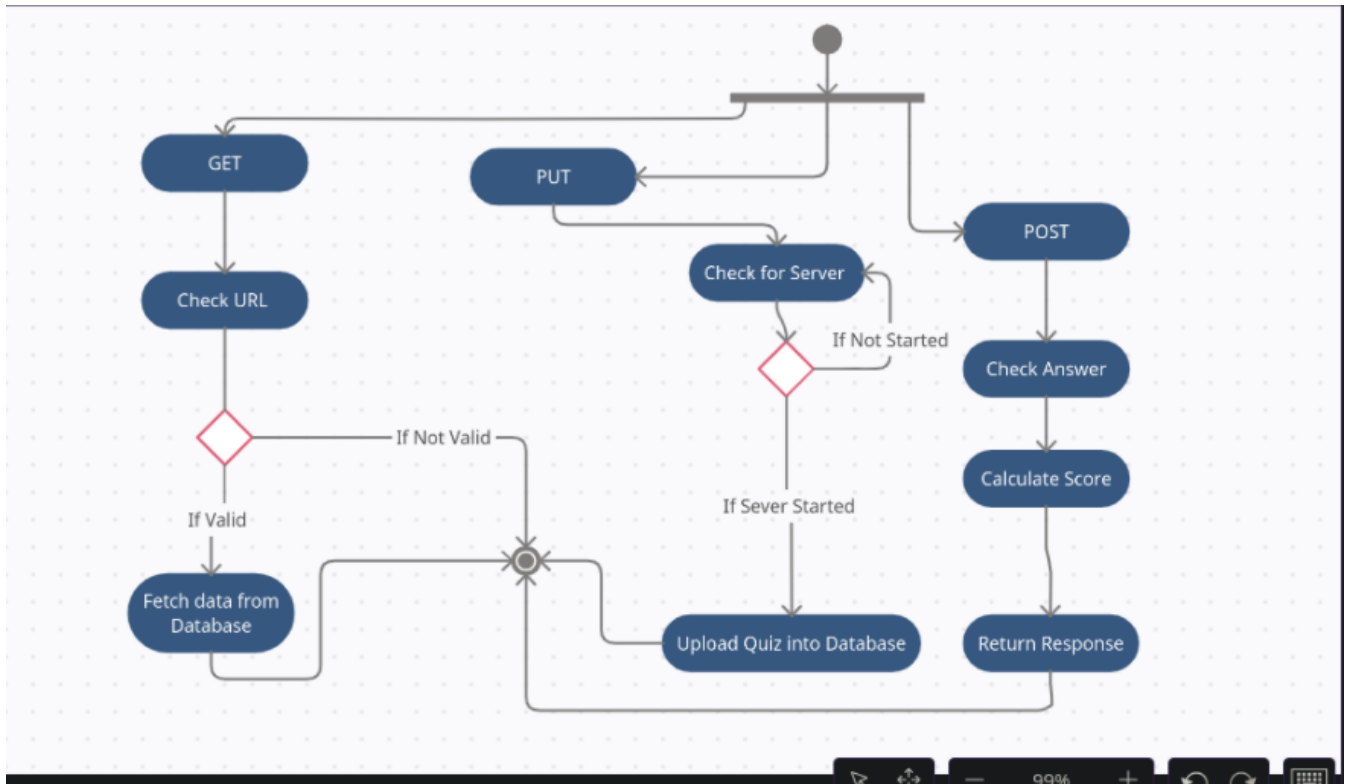 GET
PUT
POST
Check for Server
Check URL
If Not Started
Check Answer
If Not Valid
Calculate Score
If Sever Started
If Valid
Fetch data from
Database
Upload Quiz into Database
Return Response
99%